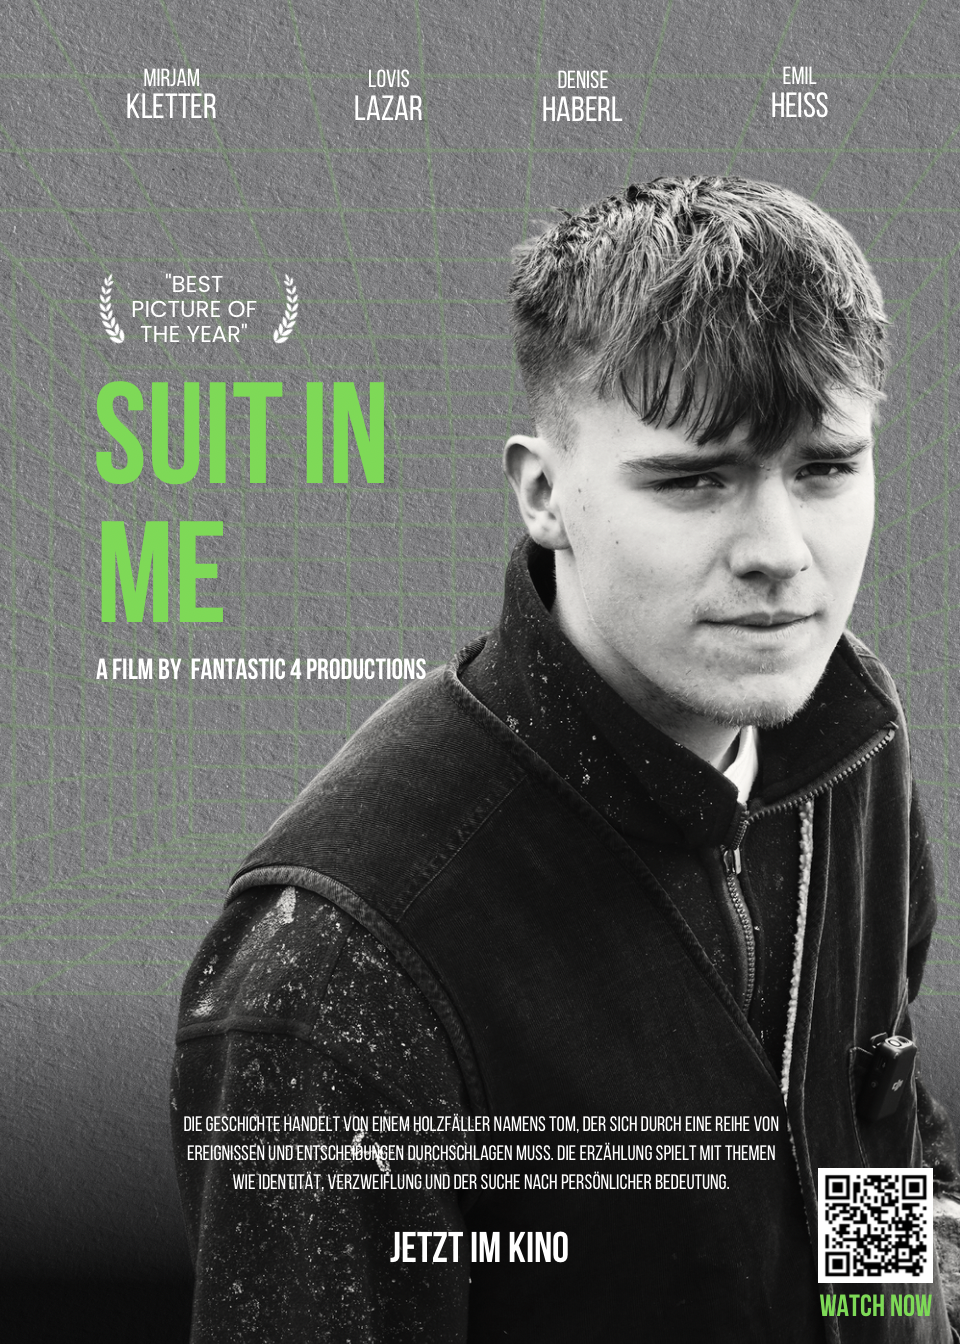 MIRJAM
KLETTER
LOVIS
LAZAR
DENISE
HABERL
EMIL
HEISS
"BEST
PICTURE OF
THE YEAR"
SUIT IN
ME
A FILM BY FANTASTIC 4 PRODUCTIONS
DIE GESCHICHTE HANDELT VON EINEM HOLZFÄLLER NAMENS TOM, DER SICH DURCH EINE REIHE VON
EREIGNISSEN UND ENTSCHEIDUNGEN DURCHSCHLAGEN MUSS. DIE ERZÄHLUNG SPIELT MIT THEMEN
WIE IDENTITÄT, VERZWEIFLUNG UND DER SUCHE NACH PERSÖNLICHER BEDEUTUNG.
JETZT IM KINO
WATCH NOW